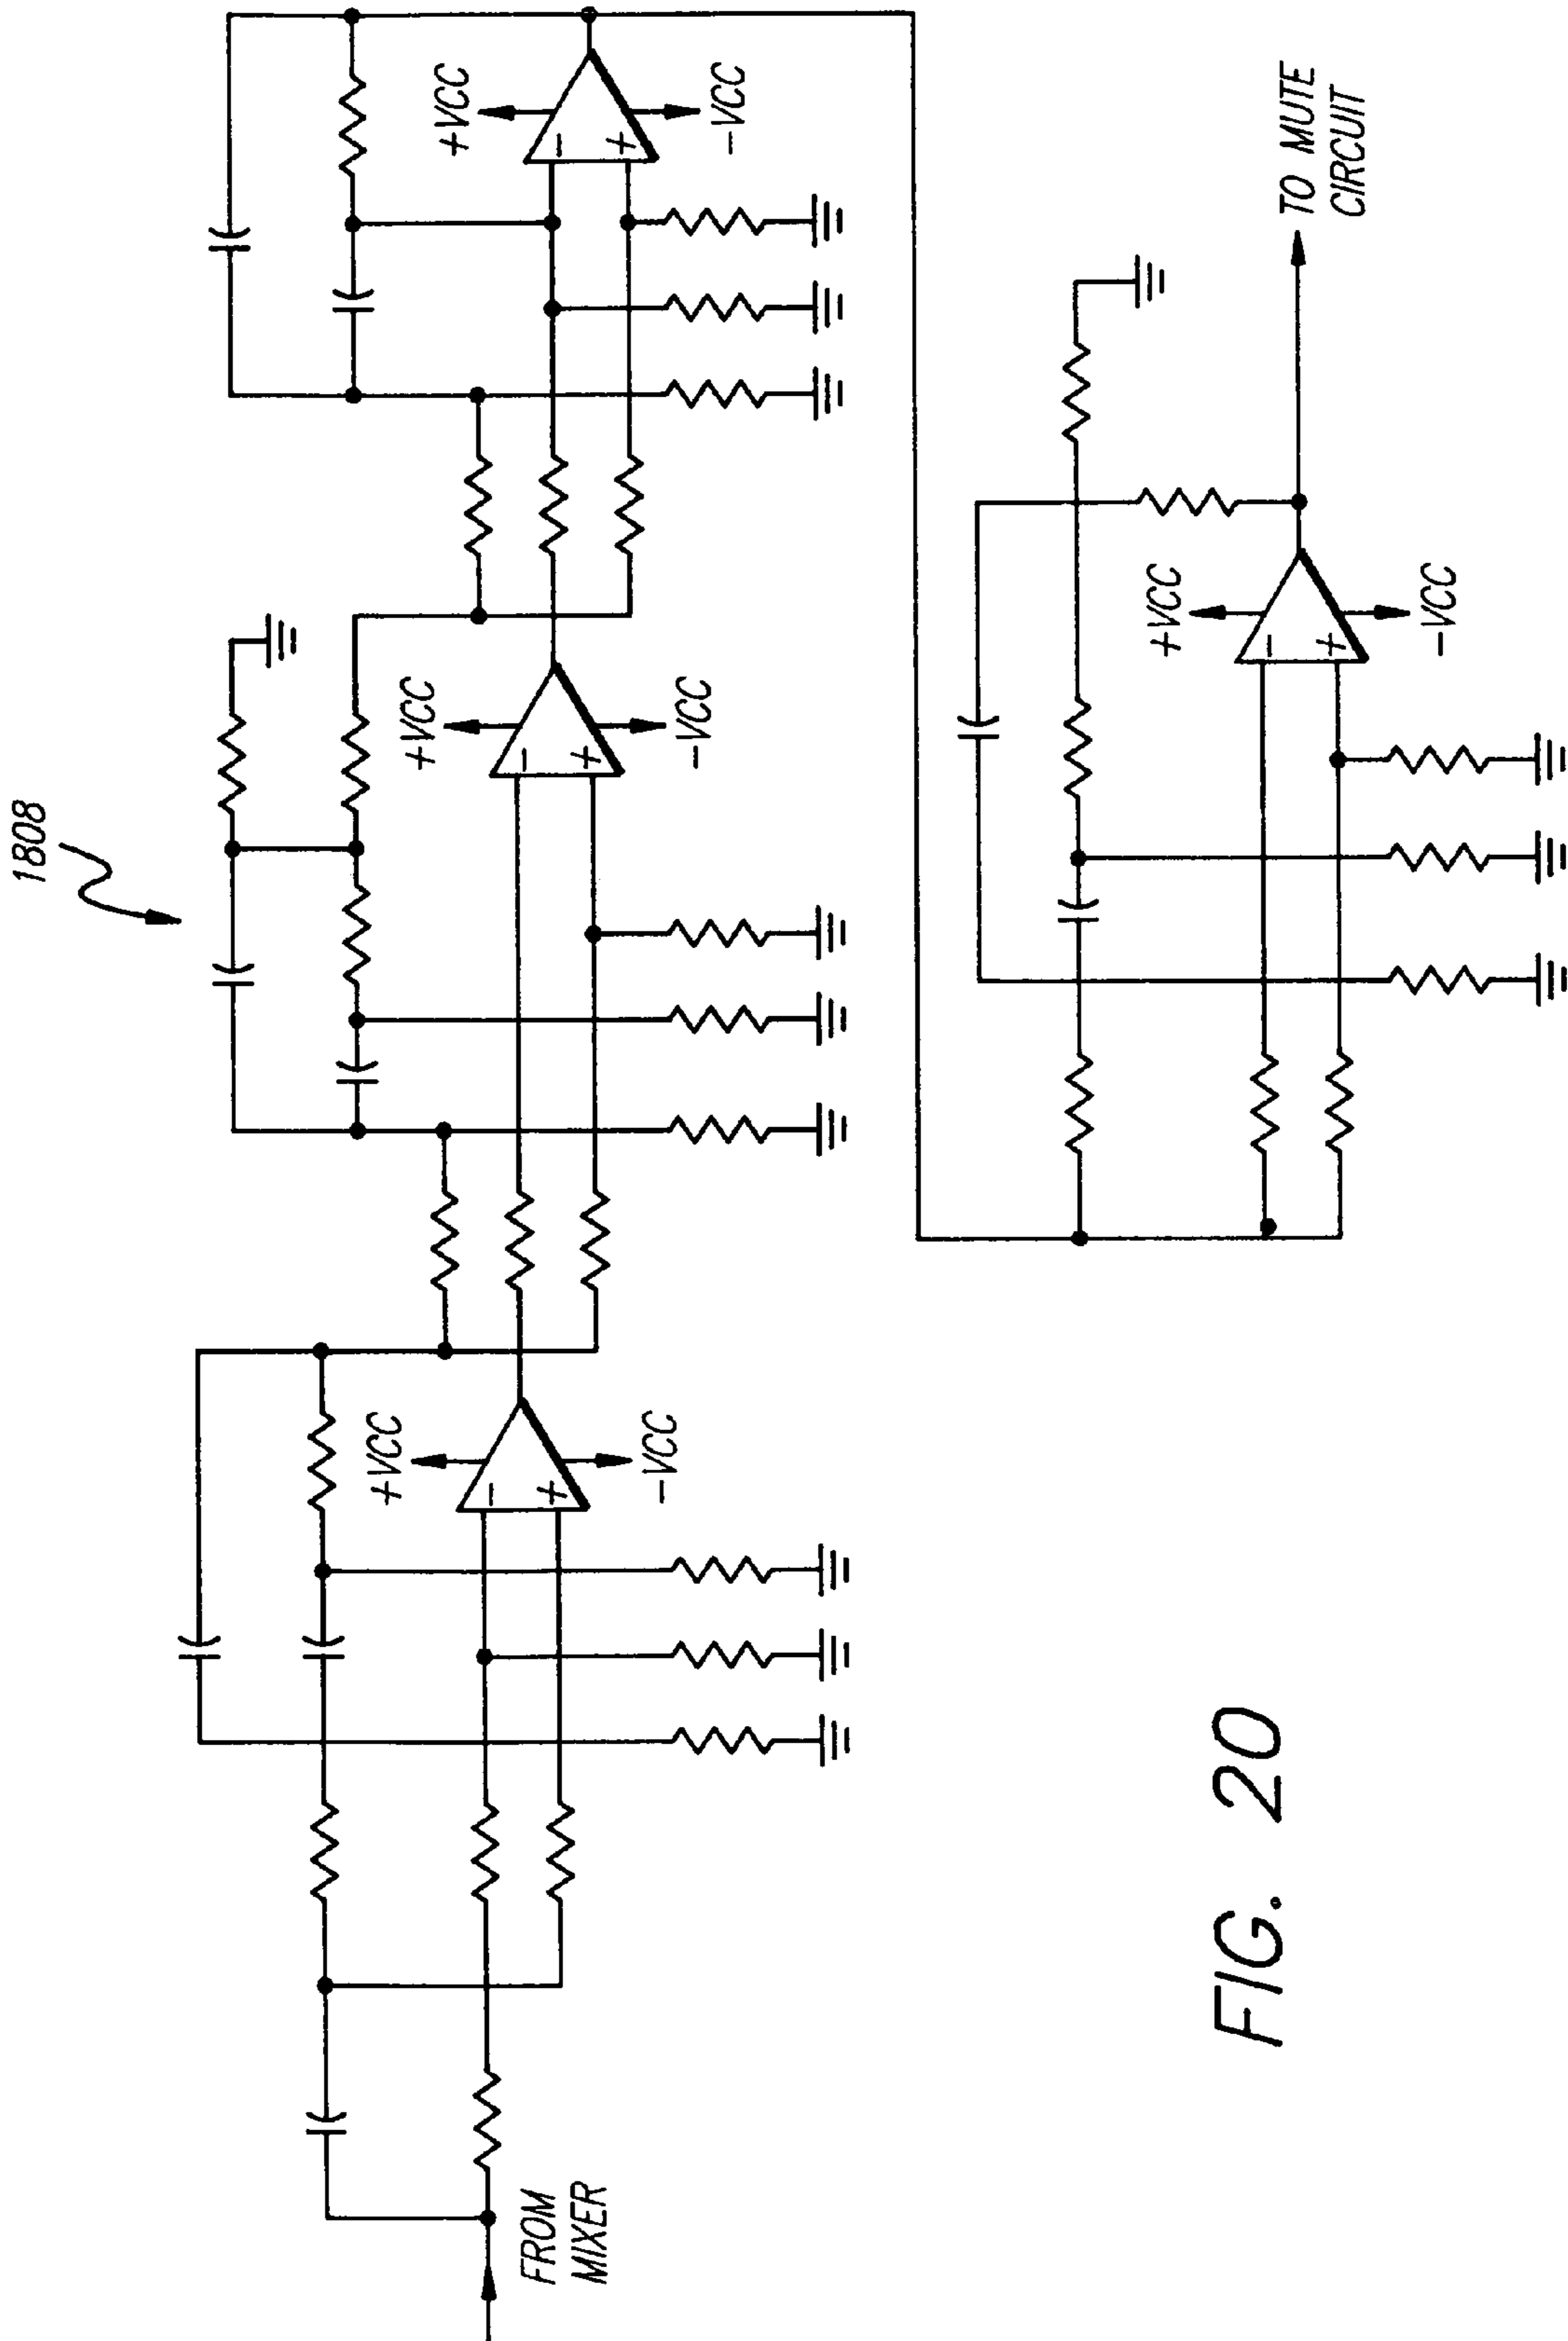 1808
+VCC
-VCC
+VCC
-VCC
+VCC
-VCC
FROM
MIXER
+VCC
-VCC
TO MUTE
CIRCUIT
FIG. 20